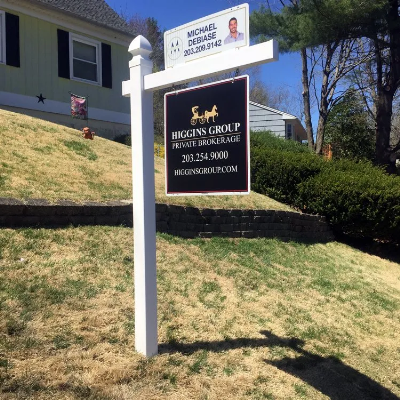 MICHAEL
DEBIASE
203.209.9142
HIGGINS GROUP
PRIVATE BROKERAGE
203.254.9000
HIGGINSGROUP.COM